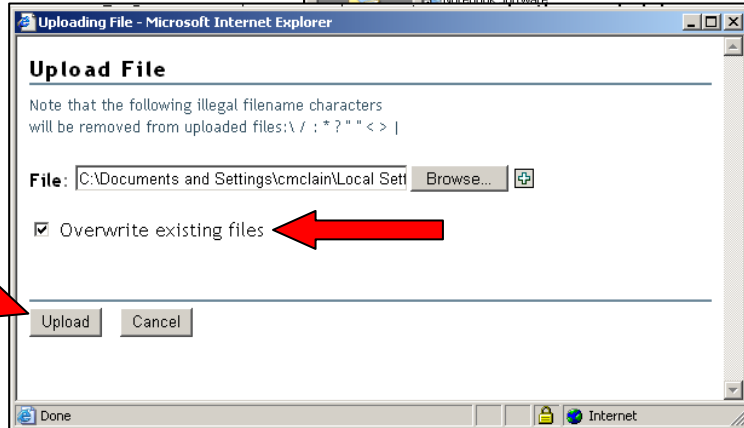 Uploading File - Microsoft Internet Explorer
Upload File
Note that the following illegal filename characters
will be removed from uploaded files:\ / : * ? " " < > |
File: C:\Documents and Settings\cmclain\Local Sett Browse...
Overwrite existing files
Upload Cancel
Done Internet